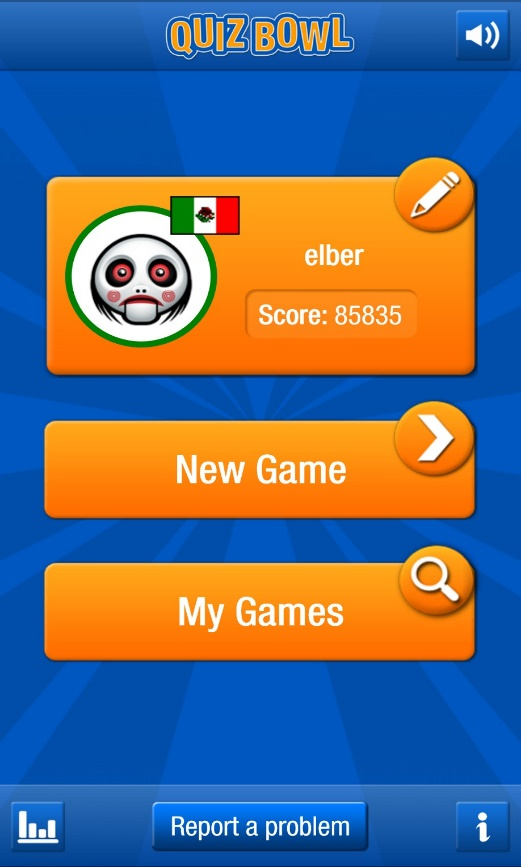 QUIZ BOWL
elber
Score: 85835
New Game
My Games
Report a problem
i